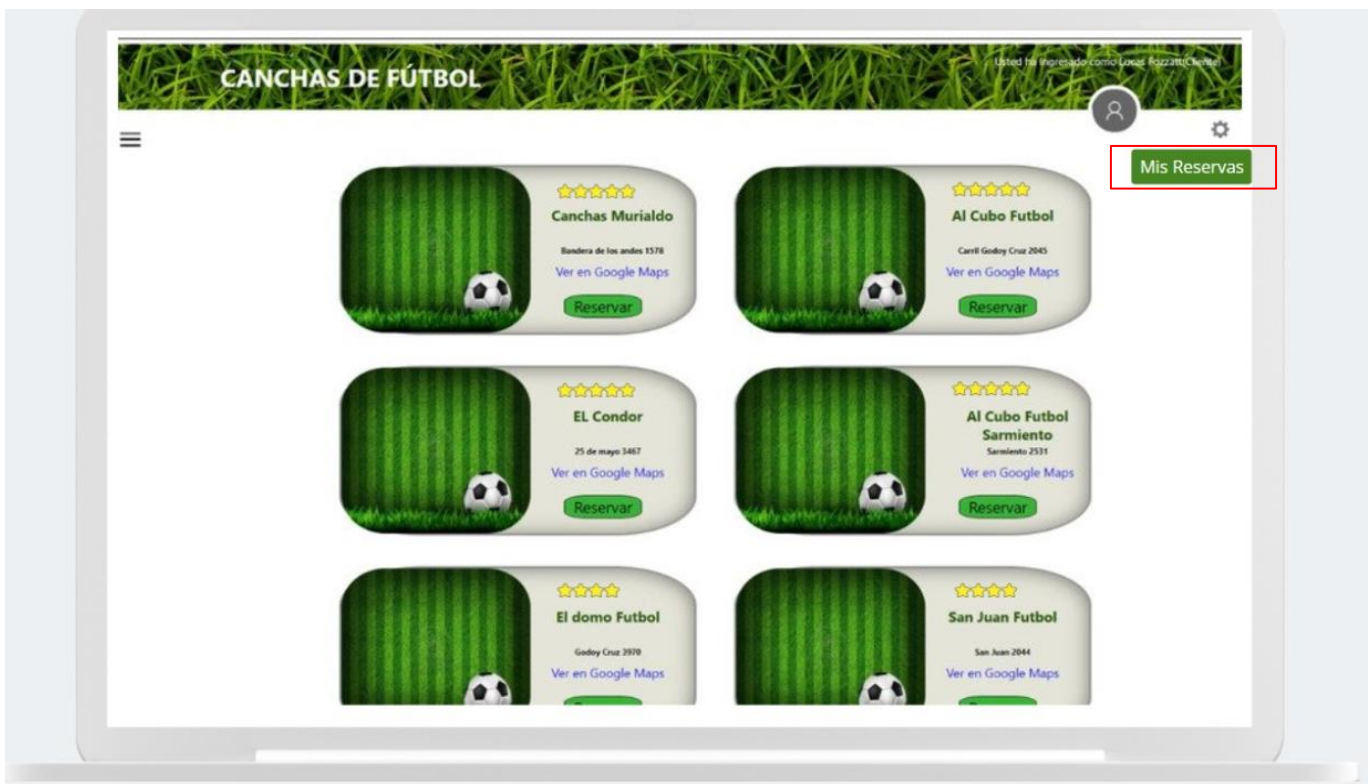 Usted ha ingresado como Lucas Fozzatti(Cliente)
CANCHAS DE FÚTBOL
Mis Reservas
Canchas Murialdo
Bandera de los andes 1578
Ver en Google Maps
Reservar
Al Cubo Futbol
Carril Godoy Cruz 2045
Ver en Google Maps
Reservar
EL Condor
25 de mayo 3467
Ver en Google Maps
Reservar
Al Cubo Futbol
Sarmiento
Sarmiento 2531
Ver en Google Maps
Reservar
El domo Futbol
Godoy Cruz 3970
Ver en Google Maps
San Juan Futbol
San Juan 2044
Ver en Google Maps